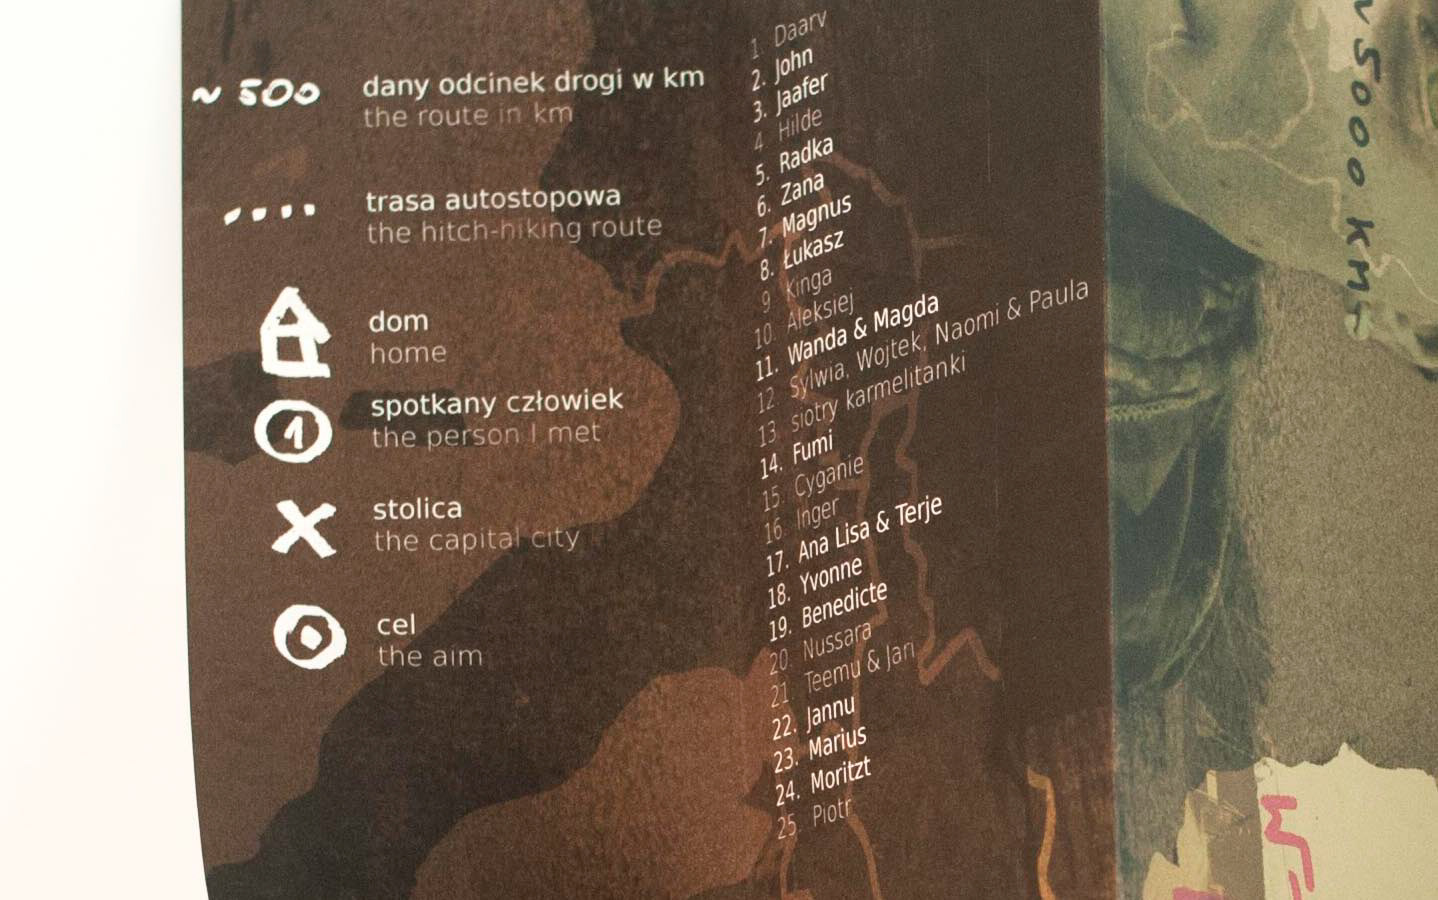 ~ 500
dany odcinek drogi w km
the route in km
trasa autostopowa
the hitch-hiking route
dom
home
1
spotkany człowiek
the person I met
stolica
the capital city
cel
the aim
1 Daarv
2. John
3. Jaafer
4 Hilde
5. Radka
6. Zana
7. Magnus
8. Łukasz
9 Kinga
10 Aleksiej
11. Wanda & Magda
12 Sylwia, Wojtek, Naomi & Paula
13 siotry karmelitanki
14. Fumi
15 Cyganie
16 Inger
17. Ana Lisa & Terje
18. Yvonne
19. Benedicte
20 Nussara
21 Teemu & Jan
22. Jannu
23. Marius
24. Moritzt
25 Piotr
~ 5000 km